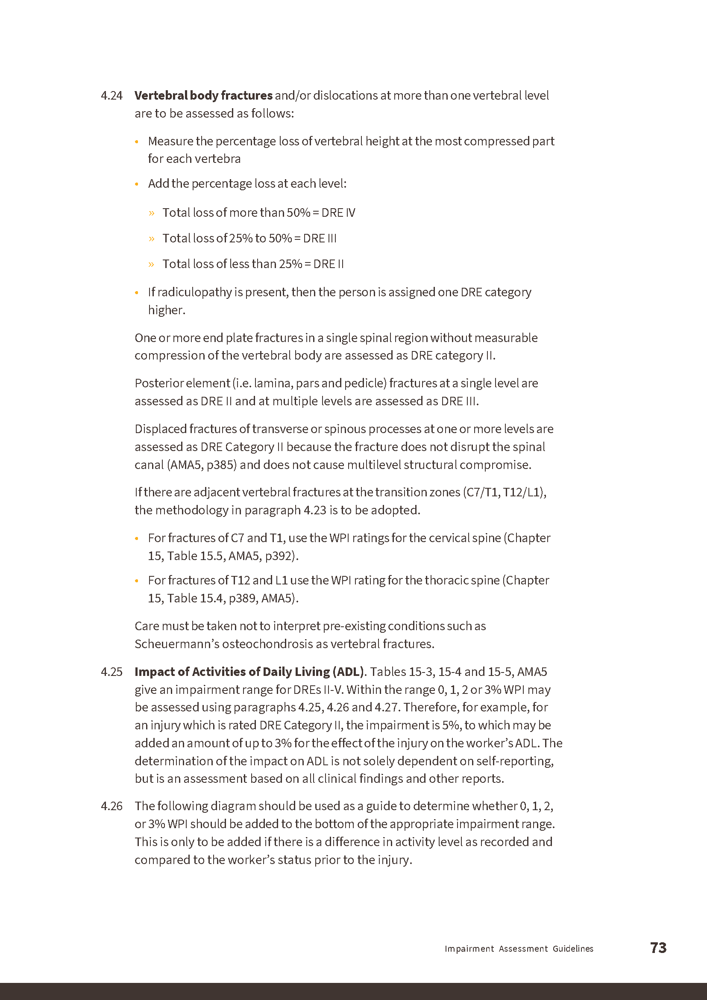 4.24 Vertebral body fractures and/or dislocations at more than one vertebral level
are to be assessed as follows:
• Measure the percentage loss of vertebral height at the most compressed part
for each vertebra
• Add the percentage loss at each level:
» Total loss of more than 50% = DRE IV
» Total loss of 25% to 50% = DRE III
» Total loss of less than 25% = DRE II
• If radiculopathy is present, then the person is assigned one DRE category
higher.
One or more end plate fractures in a single spinal region without measurable
compression of the vertebral body are assessed as DRE category II.
Posterior element (i.e. lamina, pars and pedicle) fractures at a single level are
assessed as DRE II and at multiple levels are assessed as DRE III.
Displaced fractures of transverse or spinous processes at one or more levels are
assessed as DRE Category II because the fracture does not disrupt the spinal
canal (AMA5, p385) and does not cause multilevel structural compromise.
If there are adjacent vertebral fractures at the transition zones (C7/T1, T12/L1),
the methodology in paragraph 4.23 is to be adopted.
• For fractures of C7 and T1, use the WPI ratings for the cervical spine (Chapter
15, Table 15.5, AMA5, p392).
• For fractures of T12 and L1 use the WPI rating for the thoracic spine (Chapter
15, Table 15.4, p389, AMA5).
Care must be taken not to interpret pre-existing conditions such as
Scheuermann's osteochondrosis as vertebral fractures.
4.25 Impact of Activities of Daily Living (ADL). Tables 15-3, 15-4 and 15-5, AMA5
give an impairment range for DREs II-V. Within the range 0, 1, 2 or 3% WPI may
be assessed using paragraphs 4.25, 4.26 and 4.27. Therefore, for example, for
an injury which is rated DRE Category II, the impairment is 5%, to which may be
added an amount of up to 3% for the effect of the injury on the worker's ADL. The
determination of the impact on ADL is not solely dependent on self-reporting,
but is an assessment based on all clinical findings and other reports.
4.26 The following diagram should be used as a guide to determine whether 0, 1, 2,
or 3% WPI should be added to the bottom of the appropriate impairment range.
This is only to be added if there is a difference in activity level as recorded and
compared to the worker's status prior to the injury.
Impairment Assessment Guidelines 73